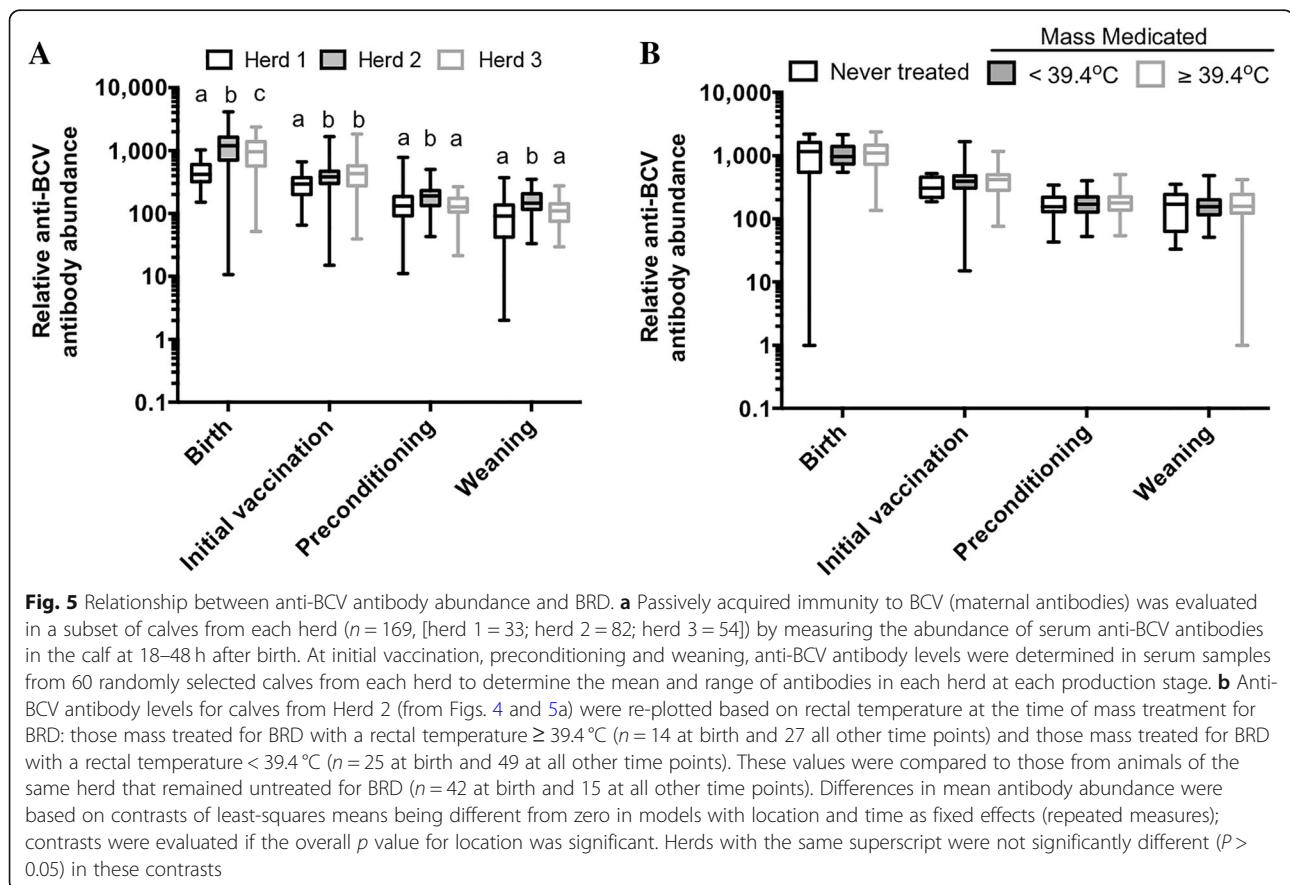 A
Herd 1 Herd 2 Herd 3
Relative anti-BCV
antibody abundance
10,000
1,000
100
10
1
0.1
a b c
a b b
a b a
a b a
Birth
Initial vaccination
Preconditioning
Weaning
B
Mass Medicated
Never treated < 39.4°C ≥ 39.4°C
Relative anti-BCV
antibody abundance
10,000
1,000
100
10
1
0.1
Birth
Initial vaccination
Preconditioning
Weaning
Fig. 5 Relationship between anti-BCV antibody abundance and BRD. a Passively acquired immunity to BCV (maternal antibodies) was evaluated
in a subset of calves from each herd (n = 169, [herd 1 = 33; herd 2 = 82; herd 3 = 54]) by measuring the abundance of serum anti-BCV antibodies
in the calf at 18–48 h after birth. At initial vaccination, preconditioning and weaning, anti-BCV antibody levels were determined in serum samples
from 60 randomly selected calves from each herd to determine the mean and range of antibodies in each herd at each production stage. b Anti-
BCV antibody levels for calves from Herd 2 (from Figs. 4 and 5a) were re-plotted based on rectal temperature at the time of mass treatment for
BRD: those mass treated for BRD with a rectal temperature ≥ 39.4 °C (n = 14 at birth and 27 all other time points) and those mass treated for BRD
with a rectal temperature < 39.4 °C (n = 25 at birth and 49 at all other time points). These values were compared to those from animals of the
same herd that remained untreated for BRD (n = 42 at birth and 15 at all other time points). Differences in mean antibody abundance were
based on contrasts of least-squares means being different from zero in models with location and time as fixed effects (repeated measures);
contrasts were evaluated if the overall p value for location was significant. Herds with the same superscript were not significantly different (P >
0.05) in these contrasts